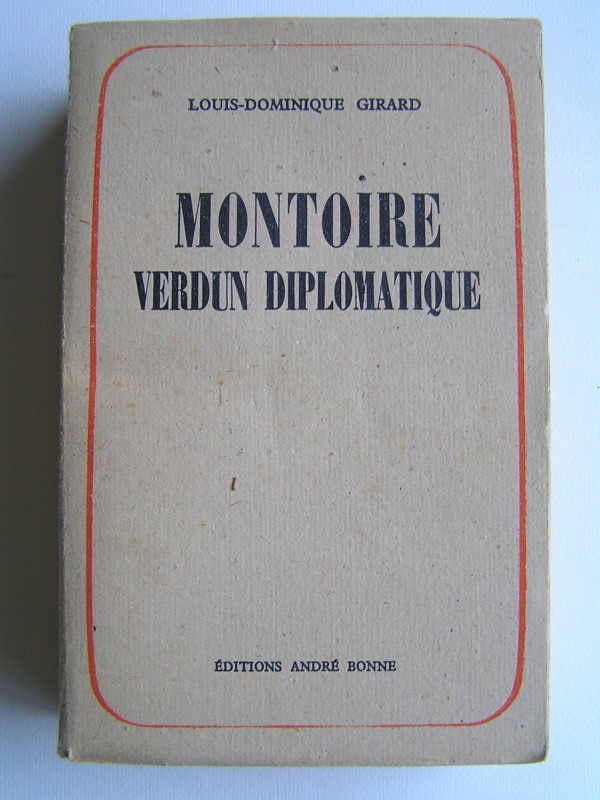 LOUIS-DOMINIQUE GIRARD
MONTOIRE
VERDUN DIPLOMATIQUE
ÉDITIONS ANDRÉ BONNE